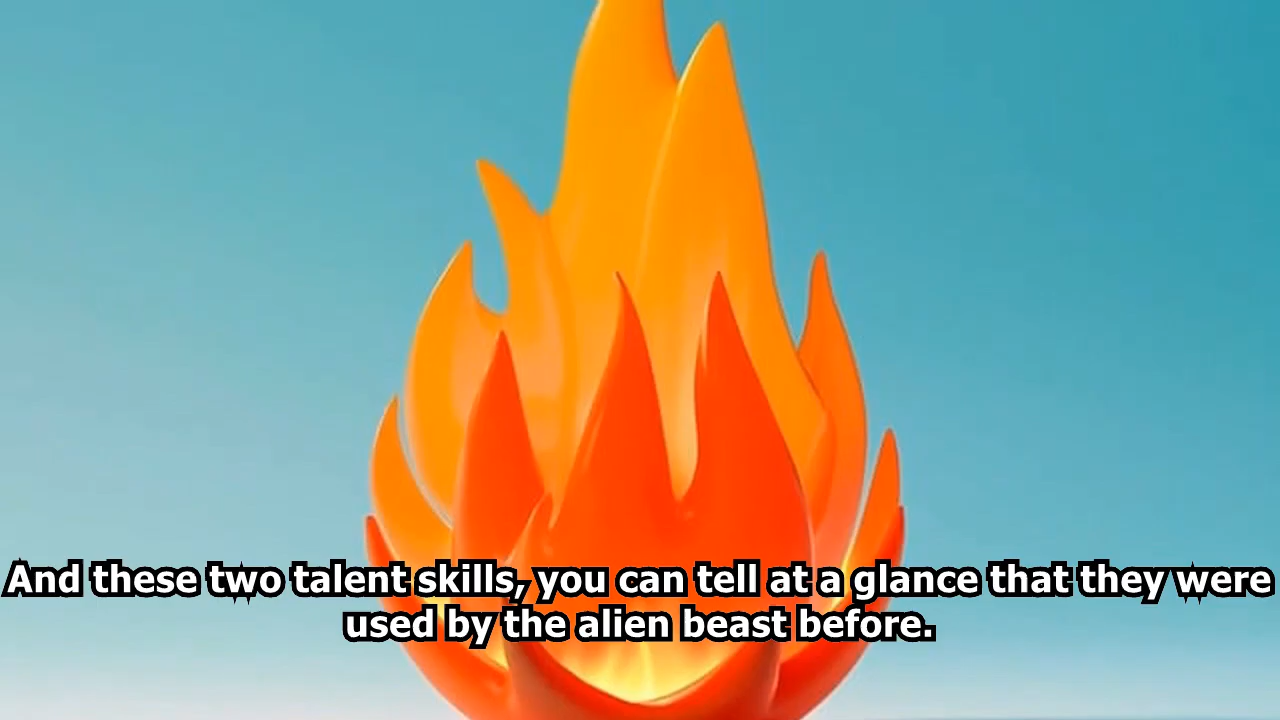 And these two talent skills, you can tell at a glance that they were
used by the alien beast before.